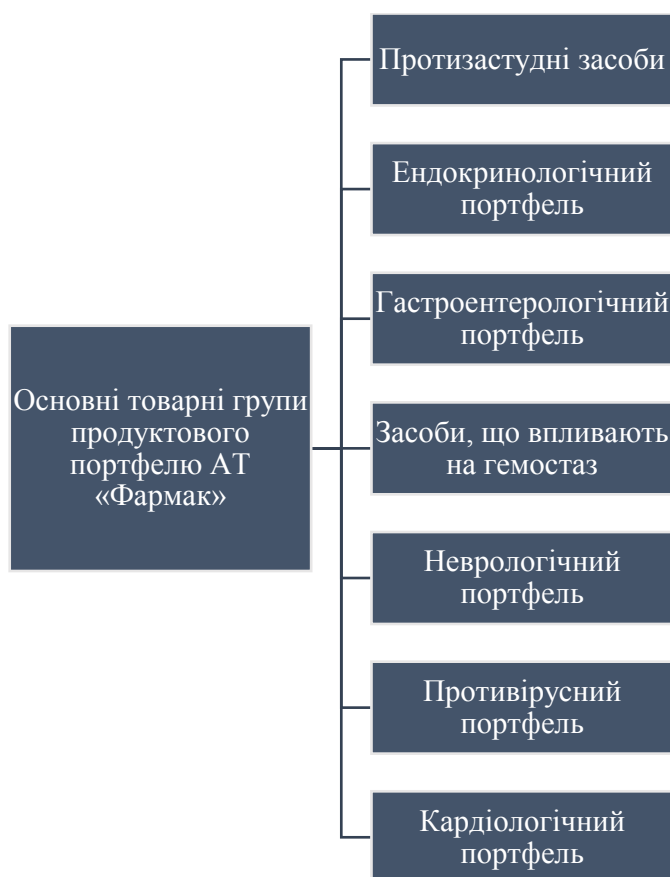 Протизастудні засоби
Ендокринологічний
портфель
Гастроентерологічний
портфель
Основні товарні групи
продуктового
портфелю АТ
«Фармак»
Засоби, що впливають
на гемостаз
Неврологічний
портфель
Противірусний
портфель
Кардіологічний
портфель